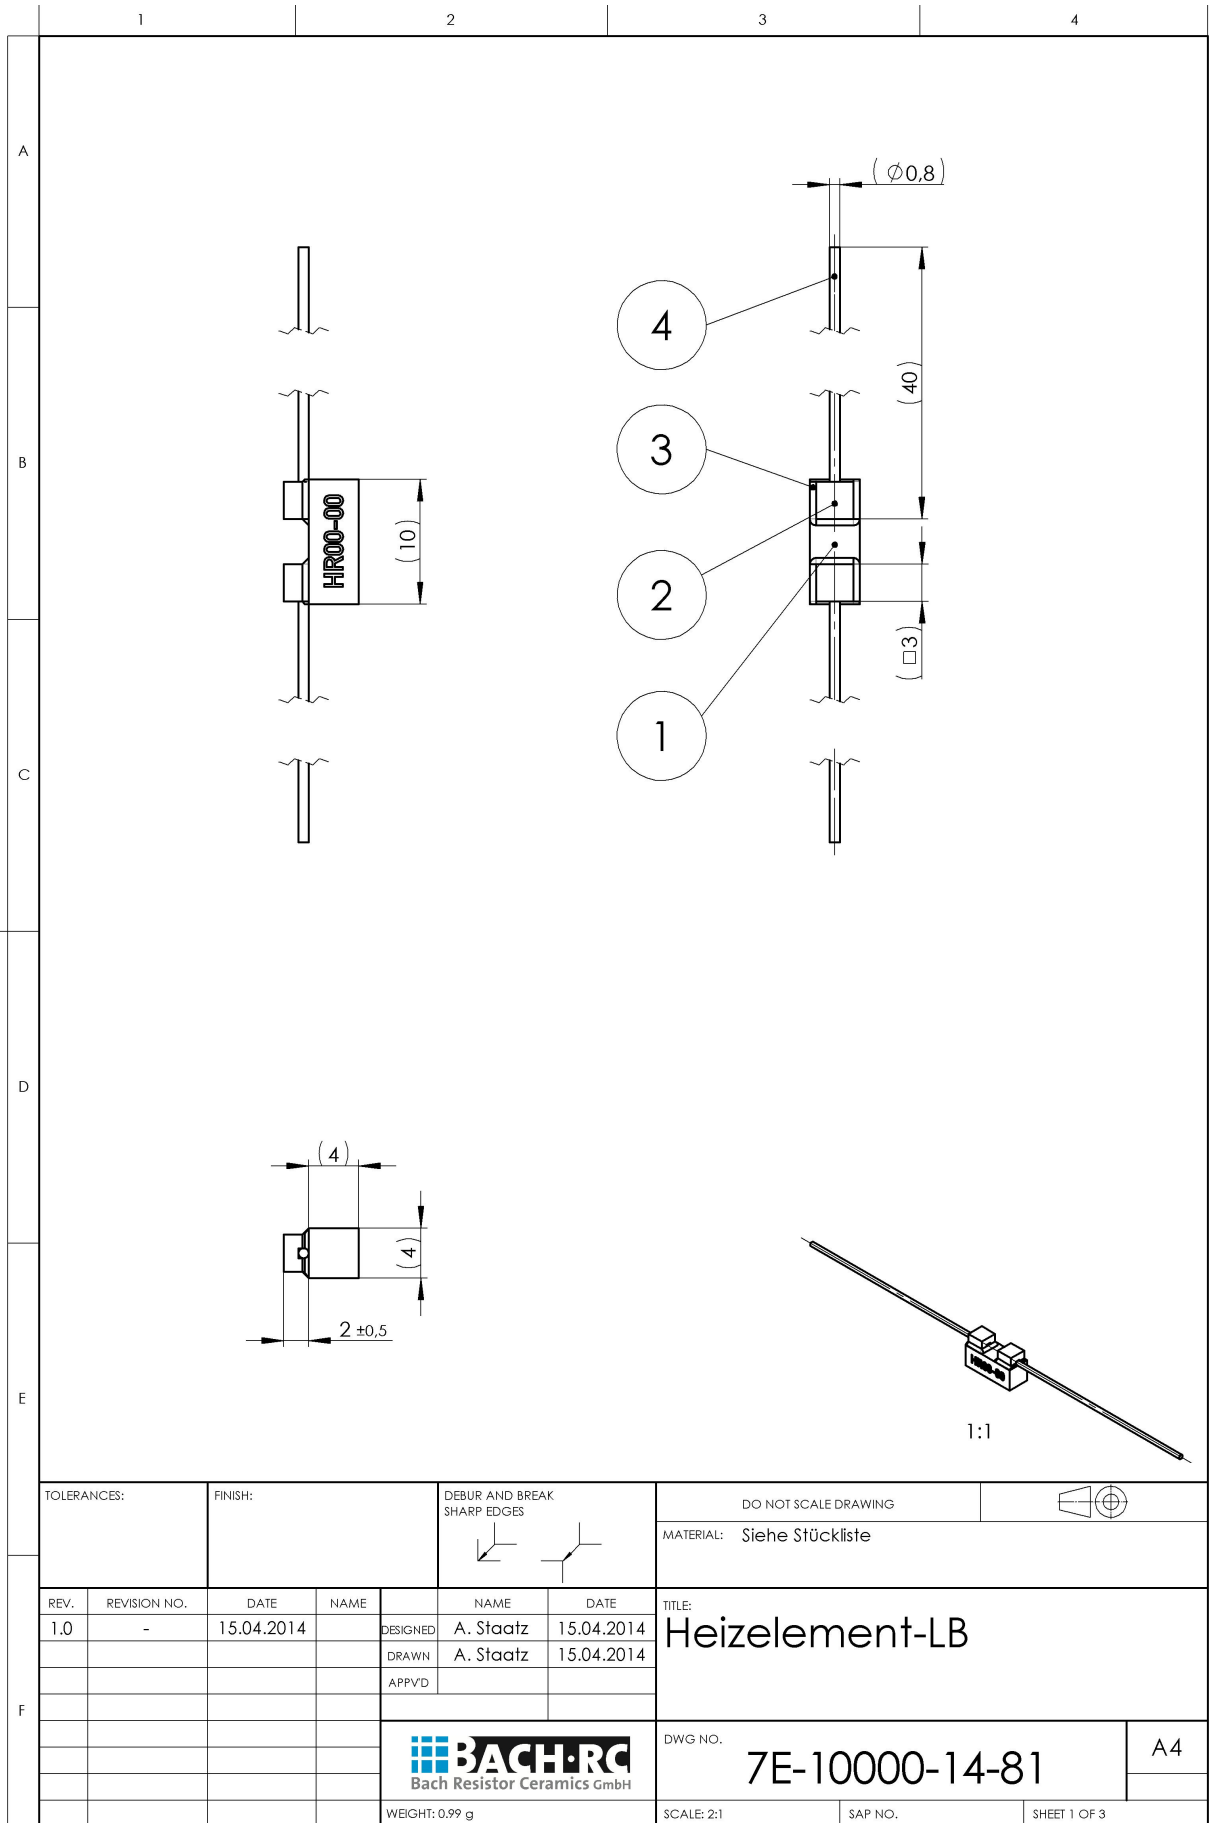 1 2 3 4
A
B
C
D
E
F
( Ø0,8 )
4
(40)
3
HR00-00
(10)
2
(□3)
1
(4)
(4)
2 ±0,5
HR00-00
1:1
TOLERANCES:
FINISH:
DEBUR AND BREAK
SHARP EDGES
DO NOT SCALE DRAWING
MATERIAL: Siehe Stückliste
REV. REVISION NO. DATE NAME
1.0 - 15.04.2014
NAME DATE
DESIGNED A. Staatz 15.04.2014
DRAWN A. Staatz 15.04.2014
APPV'D
TITLE:
Heizelement-LB
BACH·RC
Bach Resistor Ceramics GmbH
DWG NO.
7E-10000-14-81
A4
WEIGHT: 0.99 g
SCALE: 2:1
SAP NO.
SHEET 1 OF 3